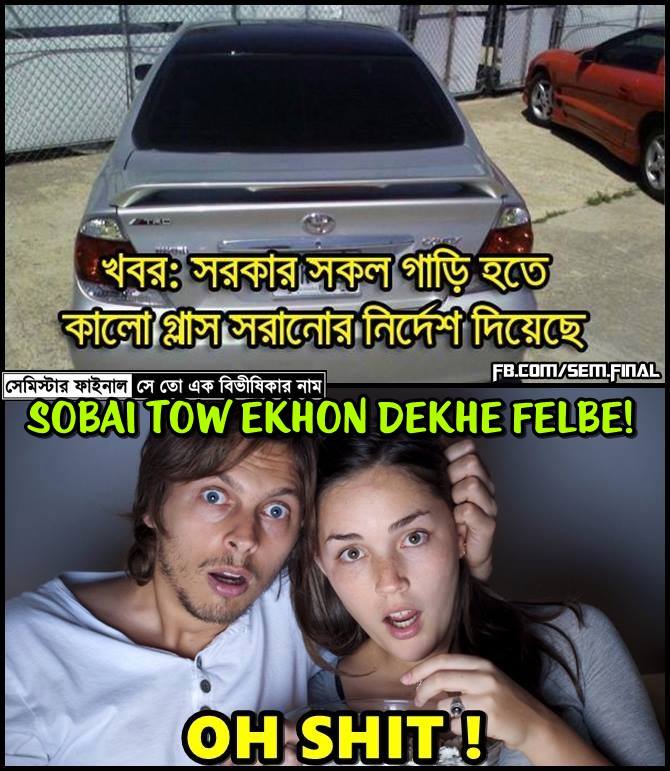 খবর: সরকার সকল গাড়ি হতে
কালো গ্লাস সরানোর নির্দেশ দিয়েছে
FB.COM/SEM.FINAL
সেমিস্টার ফাইনাল সে তো এক বিভীষিকার নাম
SOBAI TOW EKHON DEKHE FELBE!
OH SHIT !